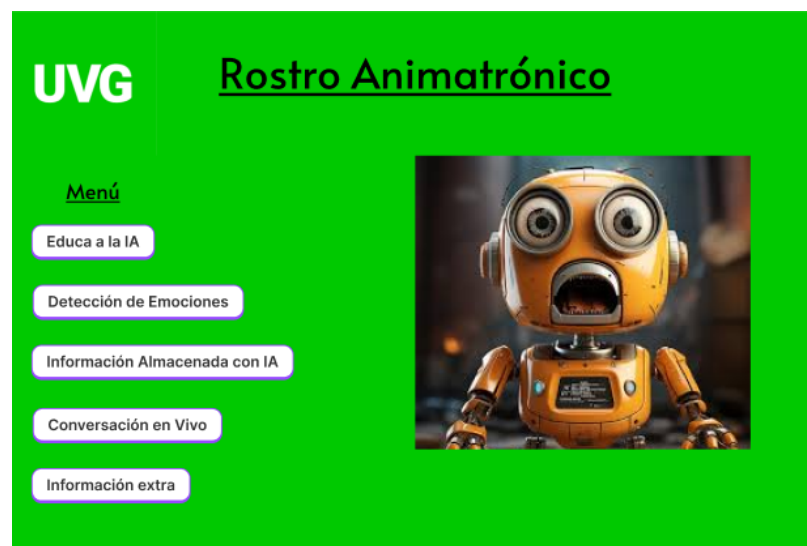 UVG
Rostro Animatrónico
Menú
Educa a la IA
Detección de Emociones
Información Almacenada con IA
Conversación en Vivo
Información extra